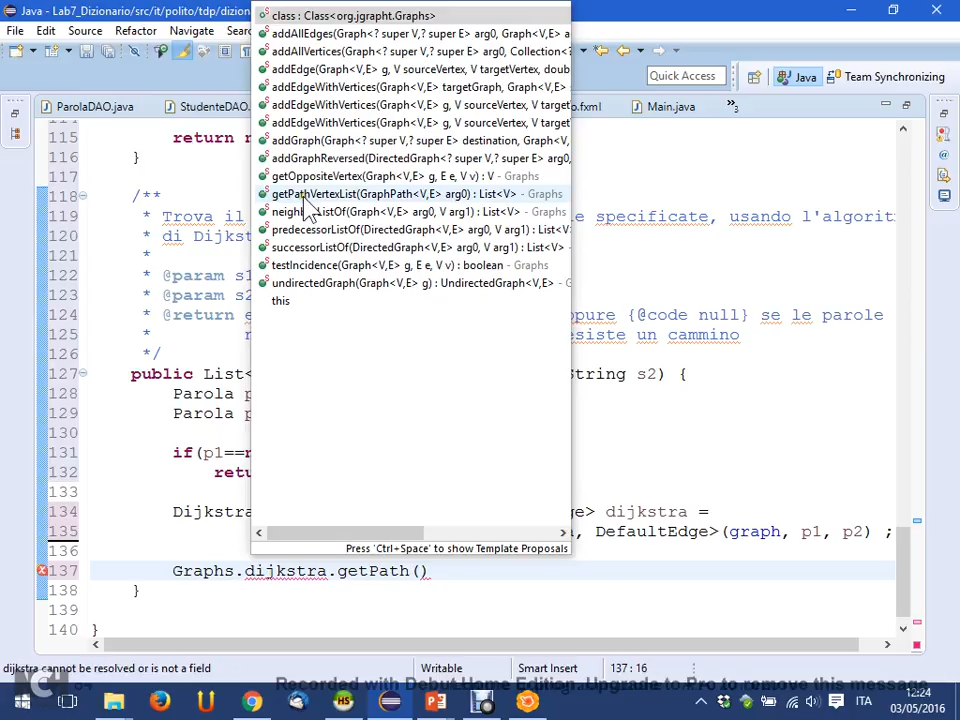 Java - Lab7_Dizionario/src/it/polito/tdp/dizionar
File Edit Source Refactor Navigate Sear
Quick Access Java Team Synchronizing
ParolaDAO.java StudenteDAO. o.fxml Main.java »3
class : Class<org.jgrapht.Graphs>
addAllEdges(Graph<? super V,? super E> arg0, Graph<V,E>
addAllVertices(Graph<? super V,? super E> arg0, Collection<
addEdge(Graph<V,E> g, V sourceVertex, V targetVertex, doub
addEdgeWithVertices(Graph<V,E> targetGraph, Graph<V,E>
addEdgeWithVertices(Graph<V,E> g, V sourceVertex, V target
addEdgeWithVertices(Graph<V,E> g, V sourceVertex, V target
addGraph(Graph<? super V,? super E> destination, Graph<V,
addGraphReversed(DirectedGraph<? super V,? super E> arg0,
getOppositeVertex(Graph<V,E> g, E e, V v) : V - Graphs
getPathVertexList(GraphPath<V,E> arg0) : List<V> - Graphs
neigh ListOf(Graph<V,E> arg0, V arg1) : List<V> - Graphs
predecessorListOf(DirectedGraph<V,E> arg0, V arg1) : List<V>
successorListOf(DirectedGraph<V,E> arg0, V arg1) : List<V> -
testIncidence(Graph<V,E> g, E e, V v) : boolean - Graphs
undirectedGraph(Graph<V,E> g) : UndirectedGraph<V,E> - G
this
Press 'Ctrl+Space' to show Template Proposals
115 return n
116 }
117
118 /**
119 * Trova il e specificate, usando l'algorit
120 * di Dijks
121 *
122 * @param s1
123 * @param s2
124 * @return e oppure {@code null} se le parole
125 * n esiste un cammino
126 */
127 public List< String s2) {
128 Parola p
129 Parola p
130
131 if(p1==n
132 retu
133
134 Dijkstra e> dijkstra =
135 , DefaultEdge>(graph, p1, p2) ;
136
137 Graphs.dijkstra.getPath()
138 }
139
140 }
dijkstra cannot be resolved or is not a field Writable Smart Insert 137 : 16
Recorded with Debut Home Edition. Upgrade to Pro to remove this message
ITA 12:24
03/05/2016